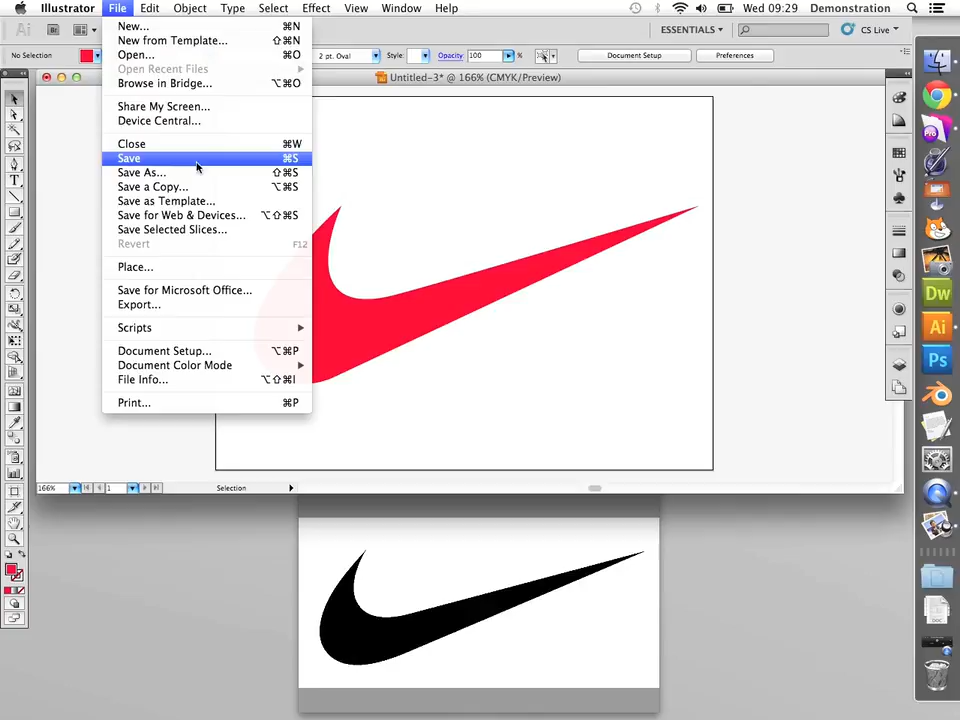 Illustrator File Edit Object Type Select Effect View Window Help Wed 09:29 Demonstration
Ai Br ESSENTIALS CS Live
No Selection 2 pt. Oval Style: Opacity: 100 % Document Setup Preferences
Untitled-3* @ 166% (CMYK/Preview)
New... ⌘N
New from Template... ⇧⌘N
Open... ⌘O
Open Recent Files
Browse in Bridge... ⌥⌘O
Share My Screen...
Device Central...
Close ⌘W
Save ⌘S
Save As... ⇧⌘S
Save a Copy... ⌥⌘S
Save as Template...
Save for Web & Devices... ⌥⇧⌘S
Save Selected Slices...
Revert F12
Place...
Save for Microsoft Office...
Export...
Scripts
Document Setup... ⌥⌘P
Document Color Mode
File Info... ⌥⇧⌘I
Print... ⌘P
T
166% 1 Selection
Pro
Dw
Ai
Ps
DOC